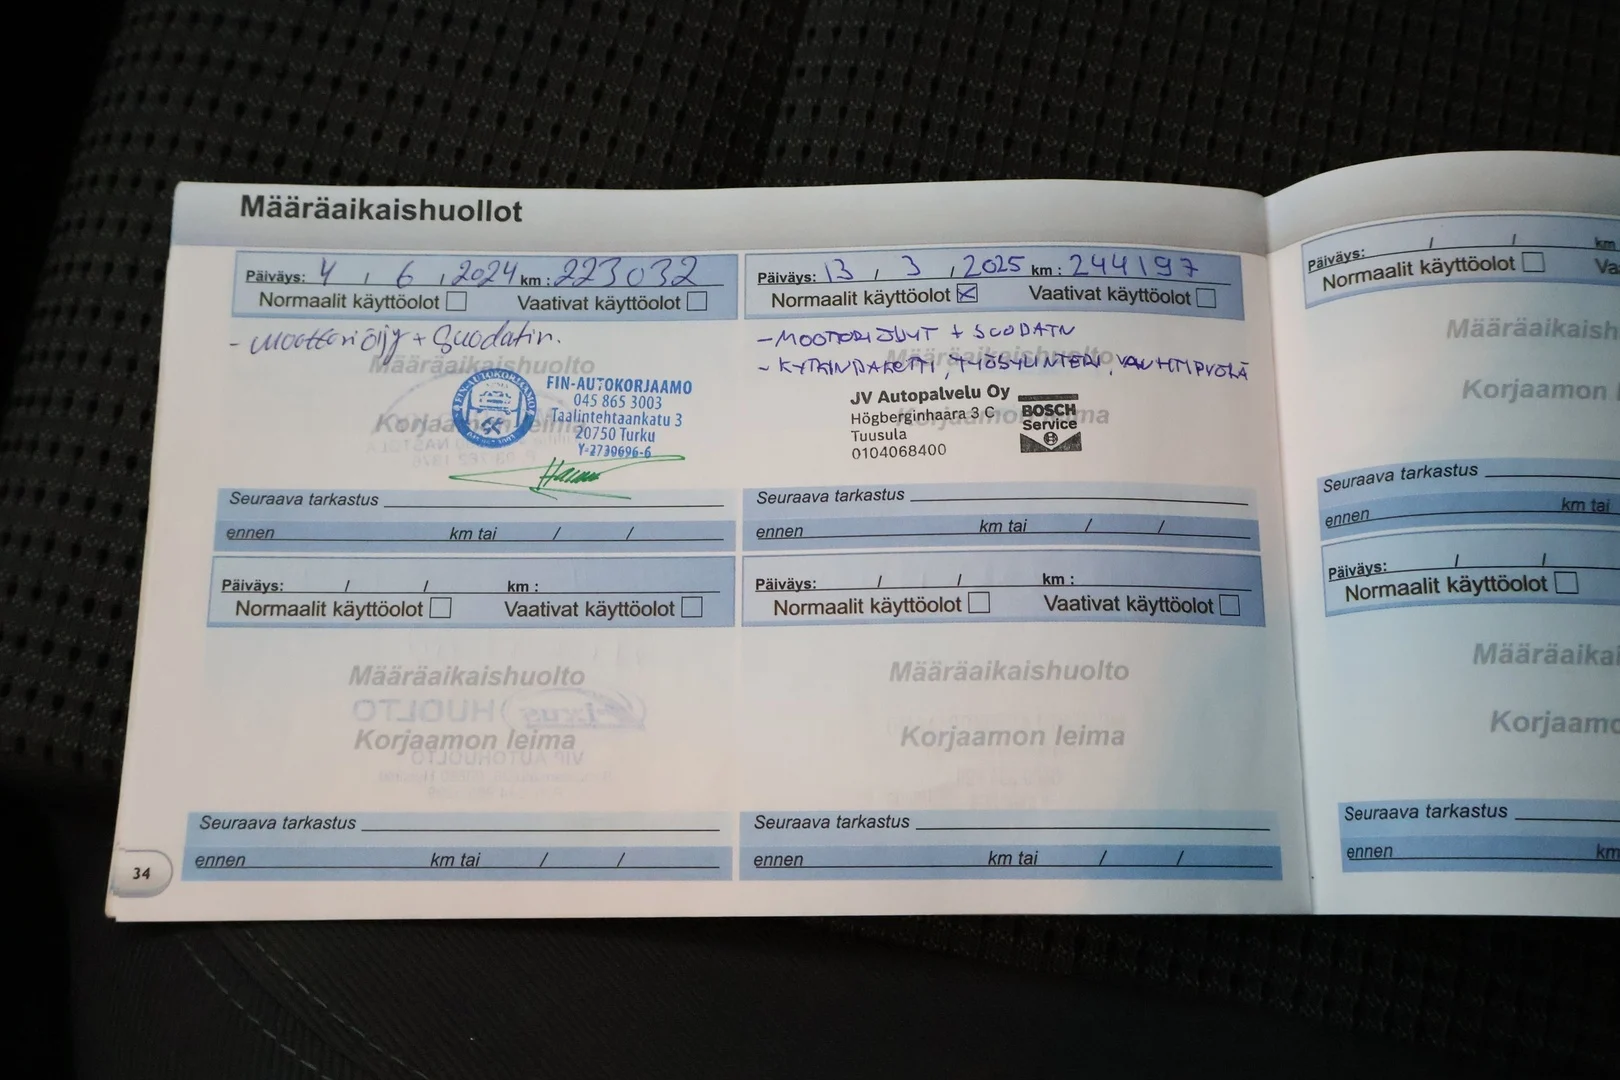 Määräaikaishuollot
Päiväys: 4 / 6 / 2024 km : 223032
Normaalit käyttöolot Vaativat käyttöolot
- moottoriöljy + Suodatin.
Määräaikaishuolto
Korjaamon leima
FIN-AUTOKORJAAMO
045 865 3003
Taalintehtaankatu 3
20750 Turku
Y-2730696-6
Seuraava tarkastus
ennen km tai / /
Päiväys: 13 / 3 / 2025 km : 244197
Normaalit käyttöolot Vaativat käyttöolot
- MOOTTORIÖLJYT + SUODATN
- KYTKINPAKETTI, TYÖSYLINTERI, VAUHTIPYÖRÄ
Määräaikaishuolto
Korjaamon leima
JV Autopalvelu Oy
Högberginhaara 3 C
Tuusula
0104068400
BOSCH
Service
Seuraava tarkastus
ennen km tai / /
Päiväys: / / km :
Normaalit käyttöolot Vaativat käyttöolot
Määräaikaishuolto
Korjaamon leima
Seuraava tarkastus
ennen km tai / /
Päiväys: / / km :
Normaalit käyttöolot Vaativat käyttöolot
Määräaikaishuolto
Korjaamon leima
Seuraava tarkastus
ennen km tai / /
34
Päiväys: / / km
Normaalit käyttöolot Va
Määräaikaish
Korjaamon
Seuraava tarkastus
ennen km tai
Päiväys: / /
Normaalit käyttöolot
Määräaikai
Korjaamo
Seuraava tarkastus
ennen km